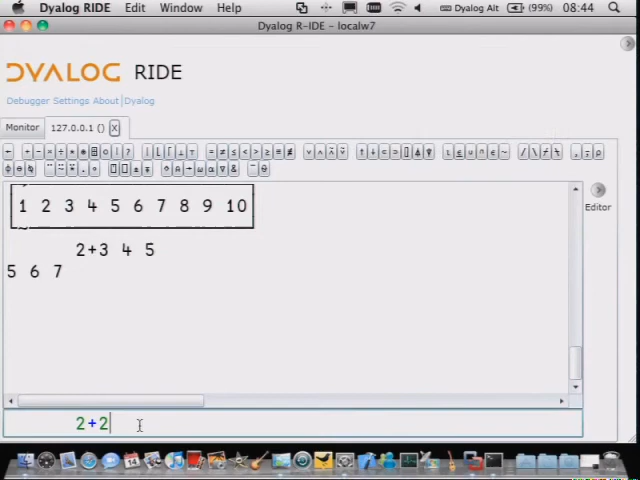 Dyalog RIDE Edit Window Help Dyalog Alt (99%) 08:44
Dyalog R-IDE - localw7
DYALOG RIDE
Debugger Settings About Dyalog
Monitor 127.0.0.1 () X
1 2 3 4 5 6 7 8 9 10
Editor
2+3 4 5
5 6 7
2+2